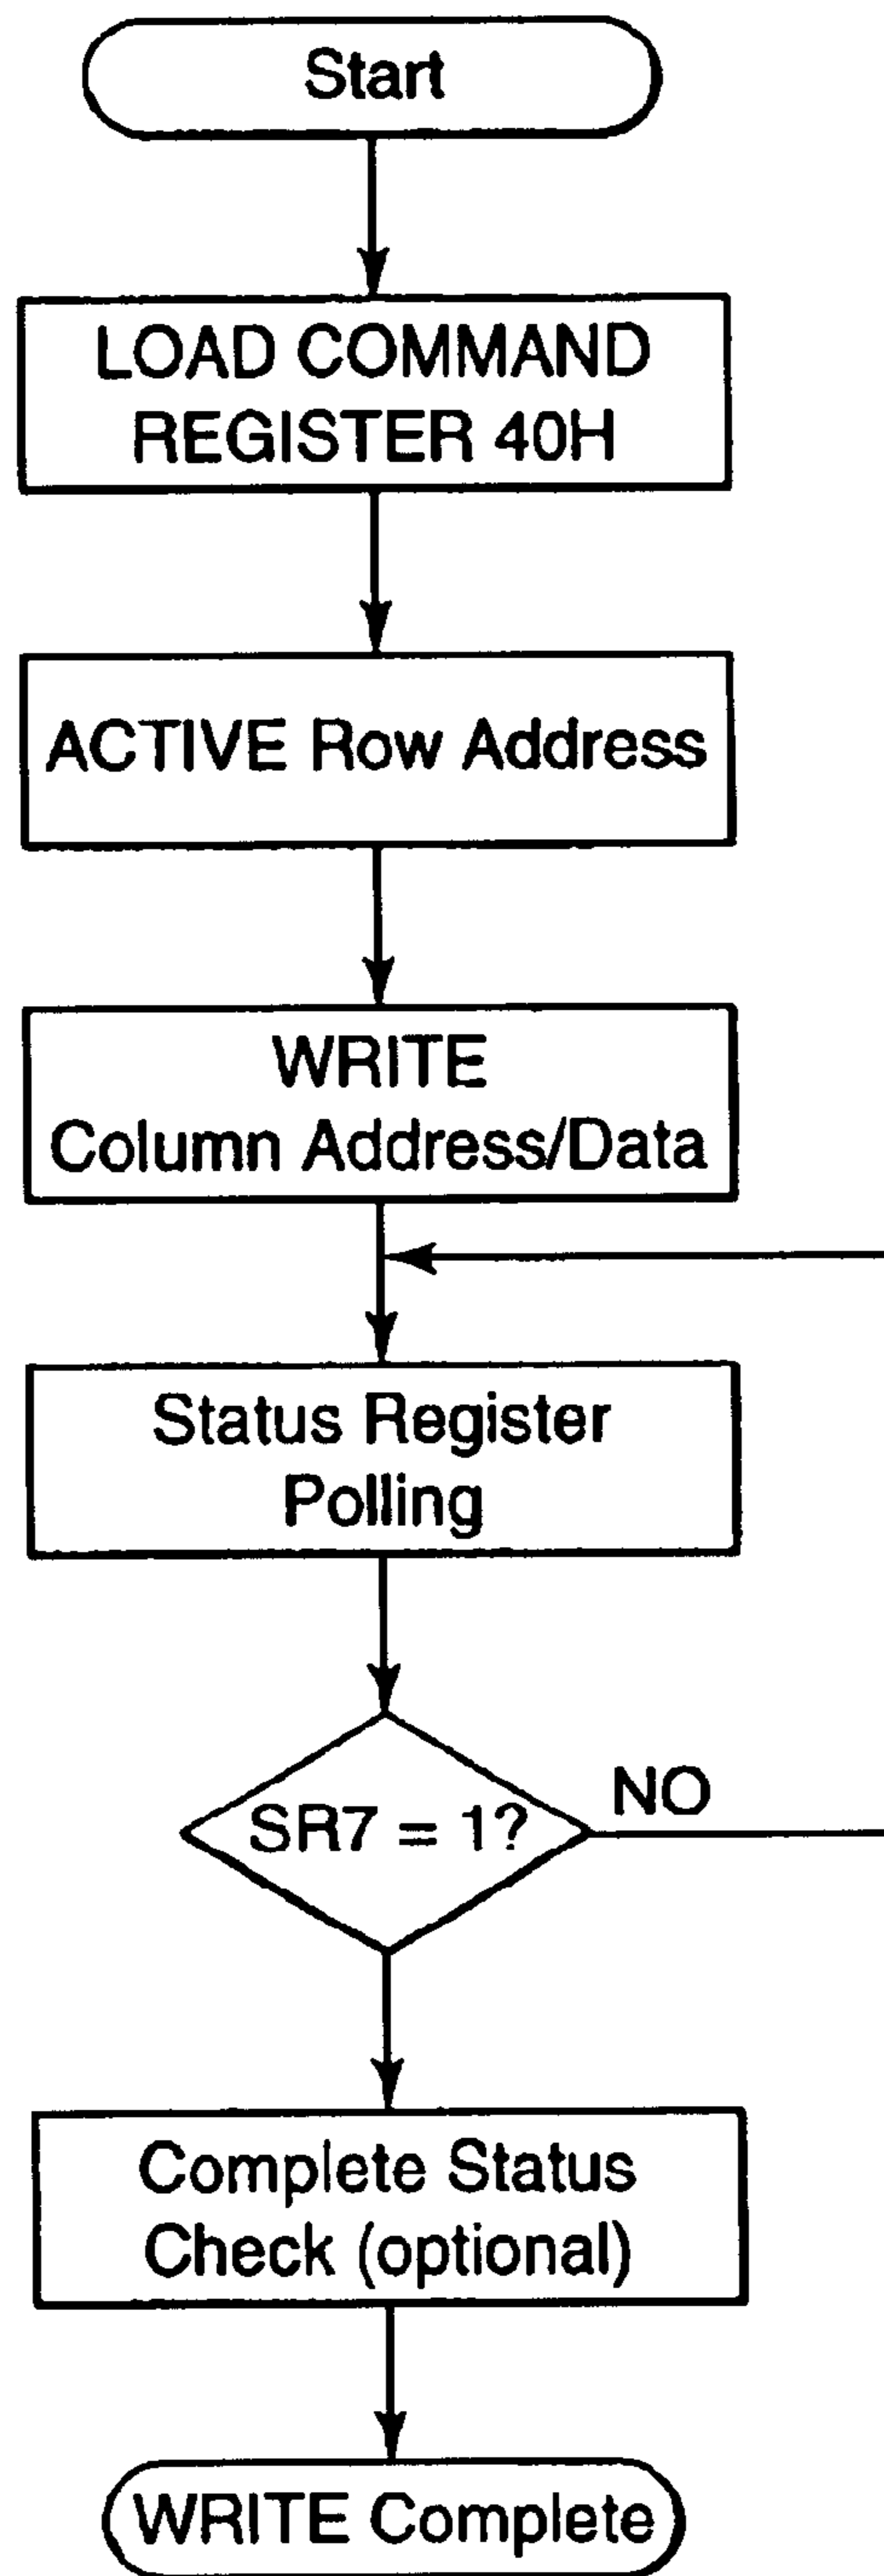 Start
LOAD COMMAND
REGISTER 40H
ACTIVE Row Address
WRITE
Column Address/Data
Status Register
Polling
SR7 = 1?
NO
Complete Status
Check (optional)
WRITE Complete